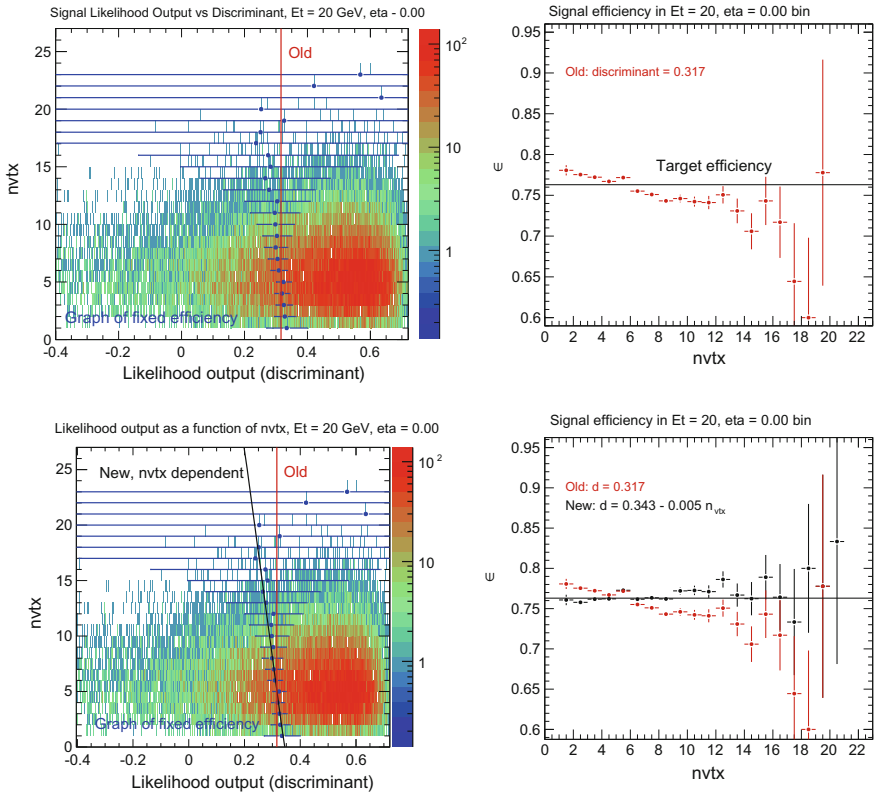 Signal Likelihood Output vs Discriminant, Et = 20 GeV, eta - 0.00
nvtx
25
20
15
10
5
0
Old
Graph of fixed efficiency
-0.4
-0.2
0
0.2
0.4
0.6
Likelihood output (discriminant)
10²
10
1
Signal efficiency in Et = 20, eta = 0.00 bin
ϵ
0.95
0.9
0.85
0.8
0.75
0.7
0.65
0.6
Old: discriminant = 0.317
Target efficiency
0 2 4 6 8 10 12 14 16 18 20 22
nvtx
Likelihood output as a function of nvtx, Et = 20 GeV, eta = 0.00
nvtx
25
20
15
10
5
0
New, nvtx dependent
Old
Graph of fixed efficiency
-0.4
-0.2
0
0.2
0.4
0.6
Likelihood output (discriminant)
10²
10
1
Signal efficiency in Et = 20, eta = 0.00 bin
ϵ
0.95
0.9
0.85
0.8
0.75
0.7
0.65
0.6
Old: d = 0.317
New: d = 0.343 - 0.005 n_vtx
0 2 4 6 8 10 12 14 16 18 20 22
nvtx